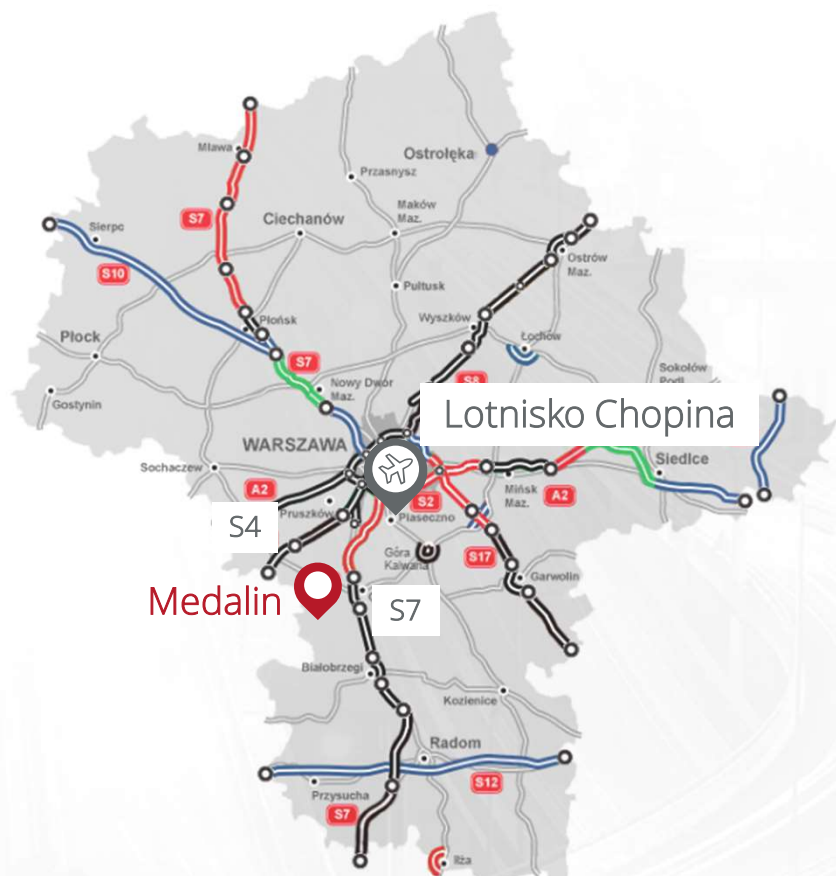 Mława
Ostrołęka
Przasnysz
S7
Ciechanów
Maków
Maz.
Sierpc
S10
Ostrów
Maz.
Pułtusk
Płońsk
Wyszków
Łochów
Płock
S7
Sokołów
Podl.
Nowy Dwór
Maz.
S8
Gostynin
Lotnisko Chopina
WARSZAWA
Siedlce
Sochaczew
A2
Mińsk
Maz.
A2
S2
Pruszków
Piaseczno
S4
Góra
Kalwaria
S17
Garwolin
Medalin
S7
Białobrzegi
Kozienice
Radom
S12
Przysucha
S7
Iłża